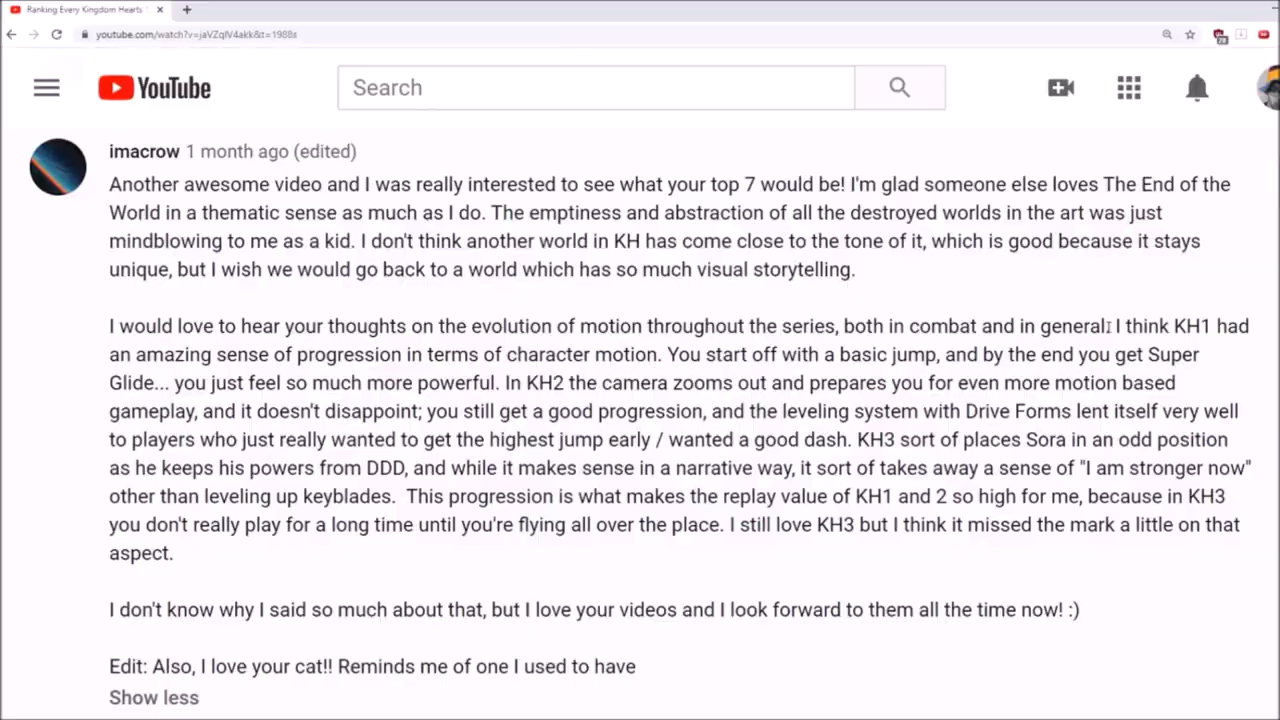 Ranking Every Kingdom Hearts
youtube.com/watch?v=jaVZqlV4akk&t=1988s
YouTube
Search
imacrow 1 month ago (edited)
Another awesome video and I was really interested to see what your top 7 would be! I'm glad someone else loves The End of the
World in a thematic sense as much as I do. The emptiness and abstraction of all the destroyed worlds in the art was just
mindblowing to me as a kid. I don't think another world in KH has come close to the tone of it, which is good because it stays
unique, but I wish we would go back to a world which has so much visual storytelling.
I would love to hear your thoughts on the evolution of motion throughout the series, both in combat and in general. I think KH1 had
an amazing sense of progression in terms of character motion. You start off with a basic jump, and by the end you get Super
Glide... you just feel so much more powerful. In KH2 the camera zooms out and prepares you for even more motion based
gameplay, and it doesn't disappoint; you still get a good progression, and the leveling system with Drive Forms lent itself very well
to players who just really wanted to get the highest jump early / wanted a good dash. KH3 sort of places Sora in an odd position
as he keeps his powers from DDD, and while it makes sense in a narrative way, it sort of takes away a sense of "I am stronger now"
other than leveling up keyblades. This progression is what makes the replay value of KH1 and 2 so high for me, because in KH3
you don't really play for a long time until you're flying all over the place. I still love KH3 but I think it missed the mark a little on that
aspect.
I don't know why I said so much about that, but I love your videos and I look forward to them all the time now! :)
Edit: Also, I love your cat!! Reminds me of one I used to have
Show less